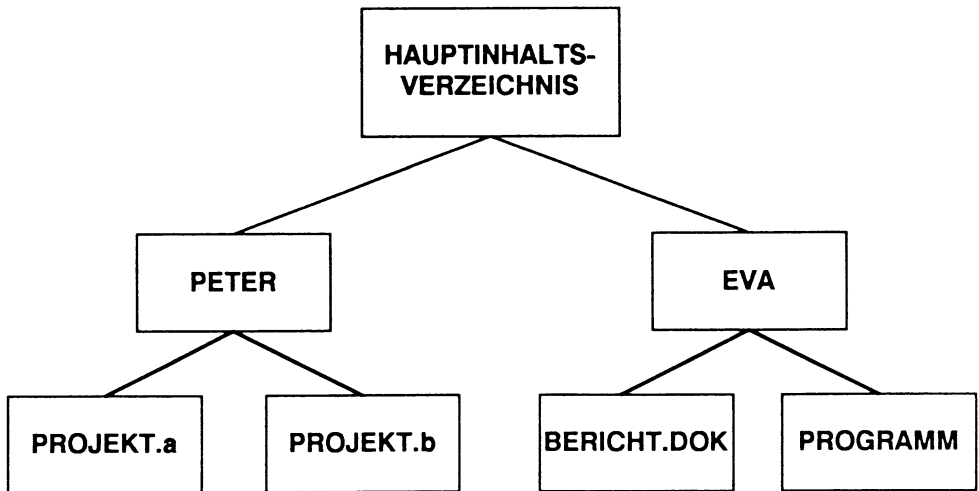 HAUPTINHALTS-
VERZEICHNIS
PETER
EVA
PROJEKT.a
PROJEKT.b
BERICHT.DOK
PROGRAMM